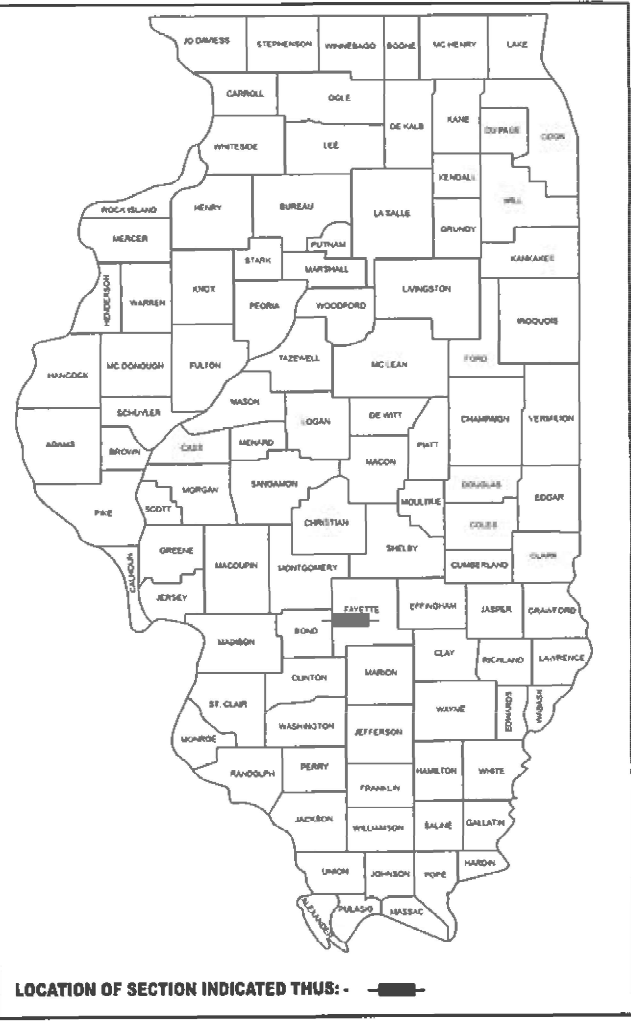 JO DAVIESS
STEPHENSON
WINNEBAGO
BOONE
MC HENRY
LAKE
CARROLL
OGLE
DE KALB
KANE
DU PAGE
COOK
WHITESIDE
LEE
KENDALL
WILL
ROCK ISLAND
HENRY
BUREAU
LA SALLE
GRUNDY
MERCER
PUTNAM
KANKAKEE
STARK
MARSHALL
HENDERSON
WARREN
KNOX
PEORIA
WOODFORD
LIVINGSTON
IROQUOIS
HANCOCK
MC DONOUGH
FULTON
TAZEWELL
MC LEAN
FORD
SCHUYLER
MASON
LOGAN
DE WITT
CHAMPAIGN
VERMILION
ADAMS
BROWN
CASS
MENARD
PIATT
MACON
PIKE
SCOTT
MORGAN
SANGAMON
MOULTRIE
DOUGLAS
EDGAR
CHRISTIAN
COLES
CALHOUN
GREENE
MACOUPIN
MONTGOMERY
SHELBY
CUMBERLAND
CLARK
JERSEY
FAYETTE
EFFINGHAM
JASPER
CRAWFORD
MADISON
BOND
CLINTON
MARION
CLAY
RICHLAND
LAWRENCE
ST. CLAIR
WAYNE
EDWARDS
WABASH
WASHINGTON
JEFFERSON
MONROE
RANDOLPH
PERRY
HAMILTON
WHITE
FRANKLIN
JACKSON
WILLIAMSON
SALINE
GALLATIN
UNION
JOHNSON
POPE
HARDIN
ALEXANDER
PULASKI
MASSAC
LOCATION OF SECTION INDICATED THUS: -